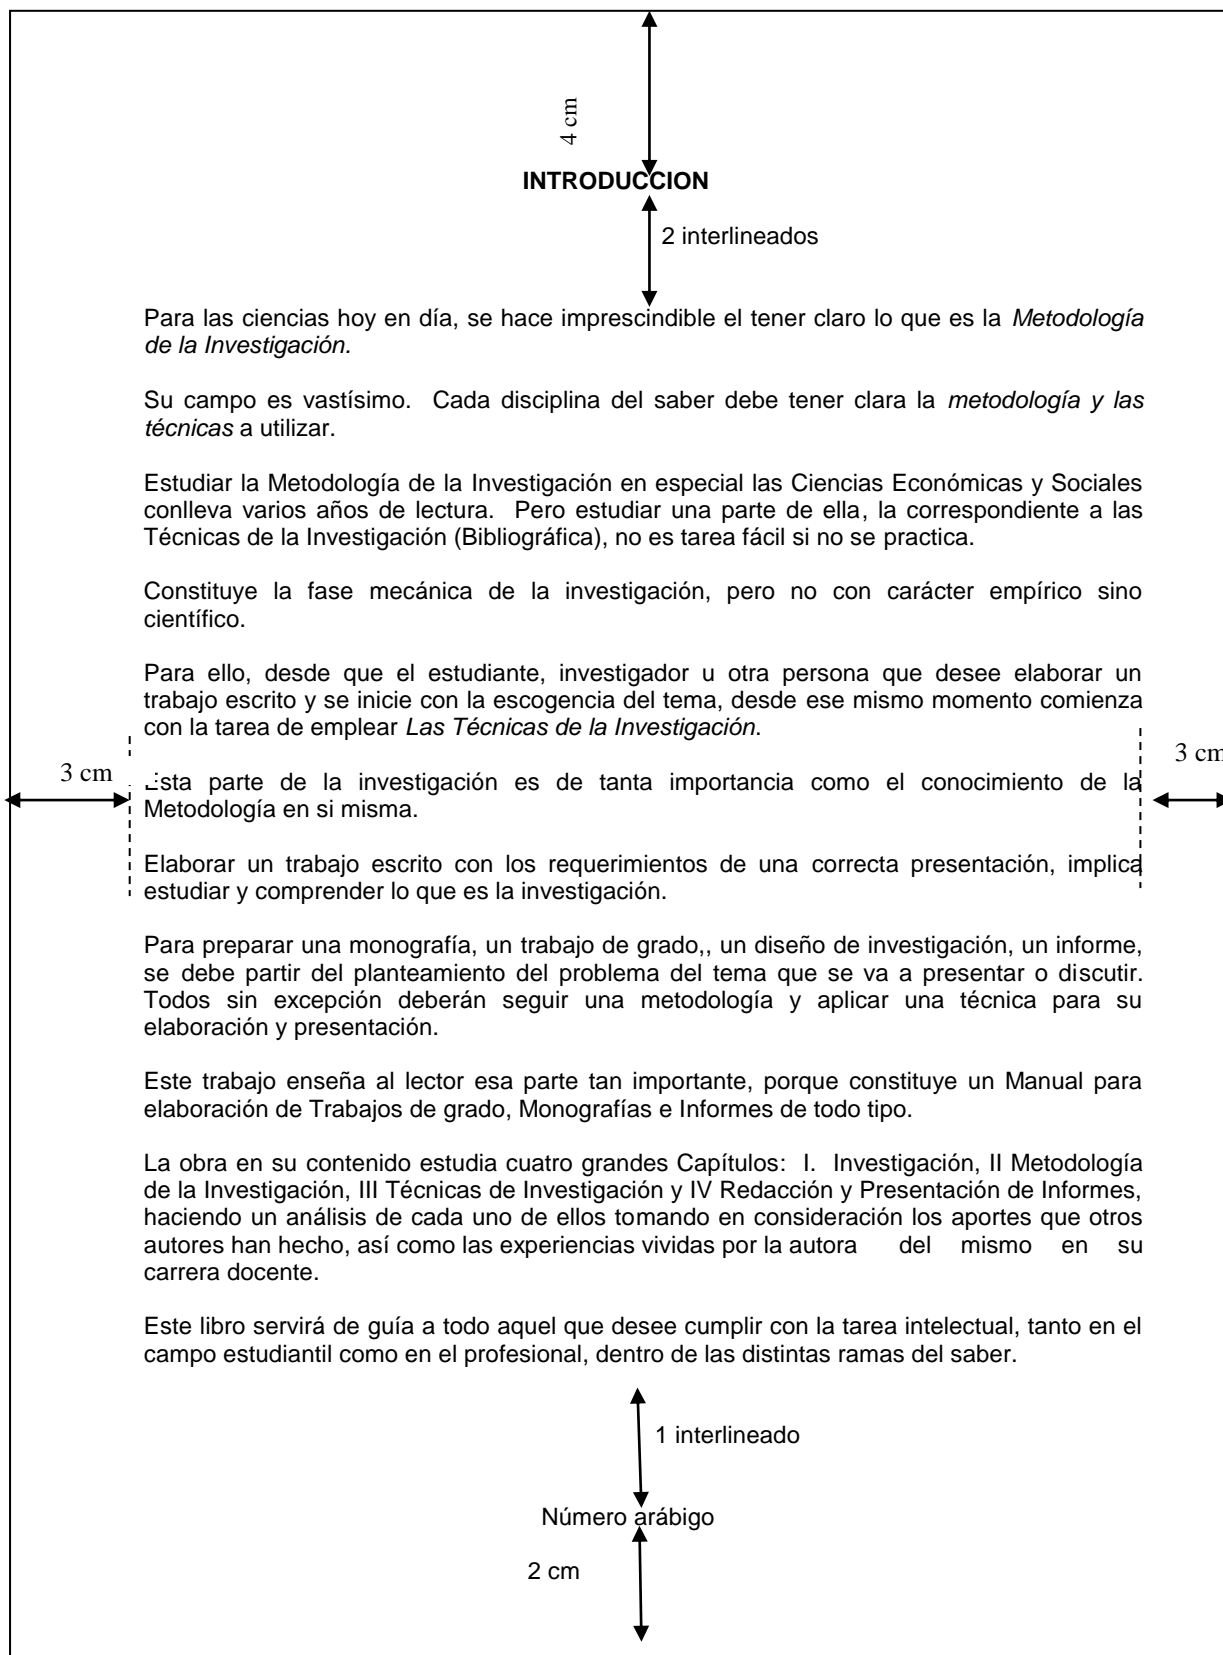 4 cm
INTRODUCCION
2 interlineados
Para las ciencias hoy en día, se hace imprescindible el tener claro lo que es la Metodología
de la Investigación.
Su campo es vastísimo. Cada disciplina del saber debe tener clara la metodología y las
técnicas a utilizar.
Estudiar la Metodología de la Investigación en especial las Ciencias Económicas y Sociales
conlleva varios años de lectura. Pero estudiar una parte de ella, la correspondiente a las
Técnicas de la Investigación (Bibliográfica), no es tarea fácil si no se practica.
Constituye la fase mecánica de la investigación, pero no con carácter empírico sino
científico.
Para ello, desde que el estudiante, investigador u otra persona que desee elaborar un
trabajo escrito y se inicie con la escogencia del tema, desde ese mismo momento comienza
con la tarea de emplear Las Técnicas de la Investigación.
3 cm
3 cm
Esta parte de la investigación es de tanta importancia como el conocimiento de la
Metodología en si misma.
Elaborar un trabajo escrito con los requerimientos de una correcta presentación, implica
estudiar y comprender lo que es la investigación.
Para preparar una monografía, un trabajo de grado,, un diseño de investigación, un informe,
se debe partir del planteamiento del problema del tema que se va a presentar o discutir.
Todos sin excepción deberán seguir una metodología y aplicar una técnica para su
elaboración y presentación.
Este trabajo enseña al lector esa parte tan importante, porque constituye un Manual para
elaboración de Trabajos de grado, Monografías e Informes de todo tipo.
La obra en su contenido estudia cuatro grandes Capítulos: I. Investigación, II Metodología
de la Investigación, III Técnicas de Investigación y IV Redacción y Presentación de Informes,
haciendo un análisis de cada uno de ellos tomando en consideración los aportes que otros
autores han hecho, así como las experiencias vividas por la autora del mismo en su
carrera docente.
Este libro servirá de guía a todo aquel que desee cumplir con la tarea intelectual, tanto en el
campo estudiantil como en el profesional, dentro de las distintas ramas del saber.
1 interlineado
Número arábigo
2 cm